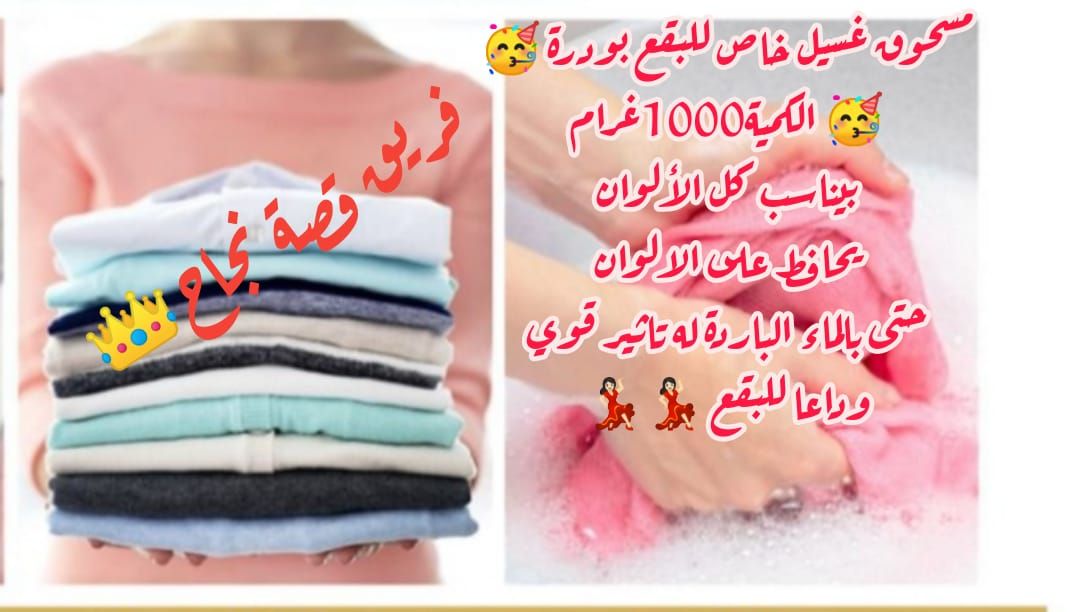 مسحوق غسيل خاص للبقع بودرة 🥳
🥳 الكمية1000غرام
بيناسب كل الألوان
يحافظ على الالوان
حتى بالماء الباردة له تاثير قوي
وداعا للبقع 💃💃
فريق قصة نجاح 👑